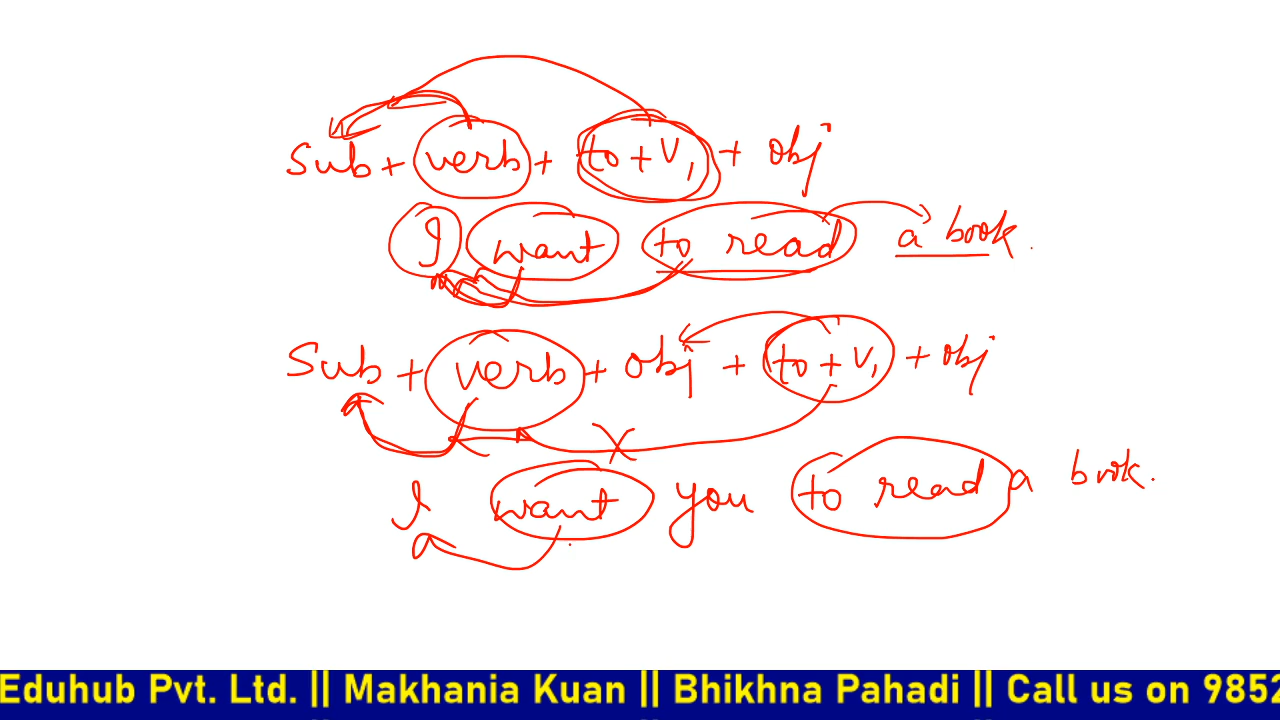 Sub + verb + to + V₁ + obj
I want to read a book.
Sub + verb + obj + to + V₁ + obj
I want you to read a book.
Eduhub Pvt. Ltd. || Makhania Kuan || Bhikhna Pahadi || Call us on 9852